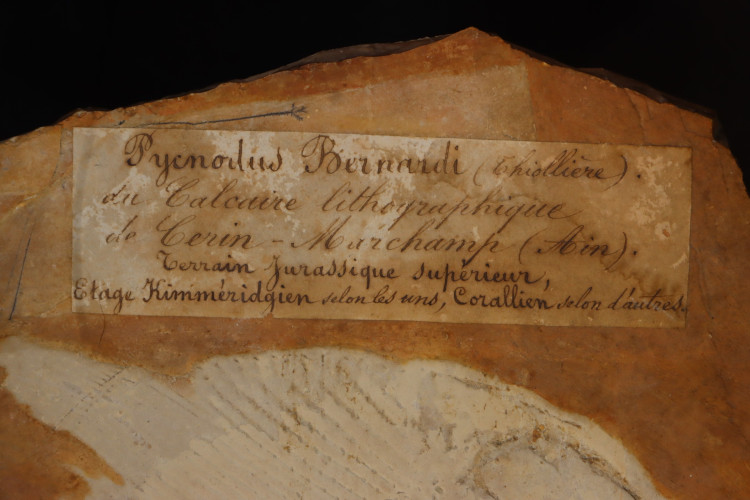 Pycnodus Bernardi (Thiollière).
du Calcaire lithographique
de Cerin - Marchamp (Ain).
Terrain Jurassique supérieur,
Etage Kimméridgien selon les uns, Corallien selon d'autres.